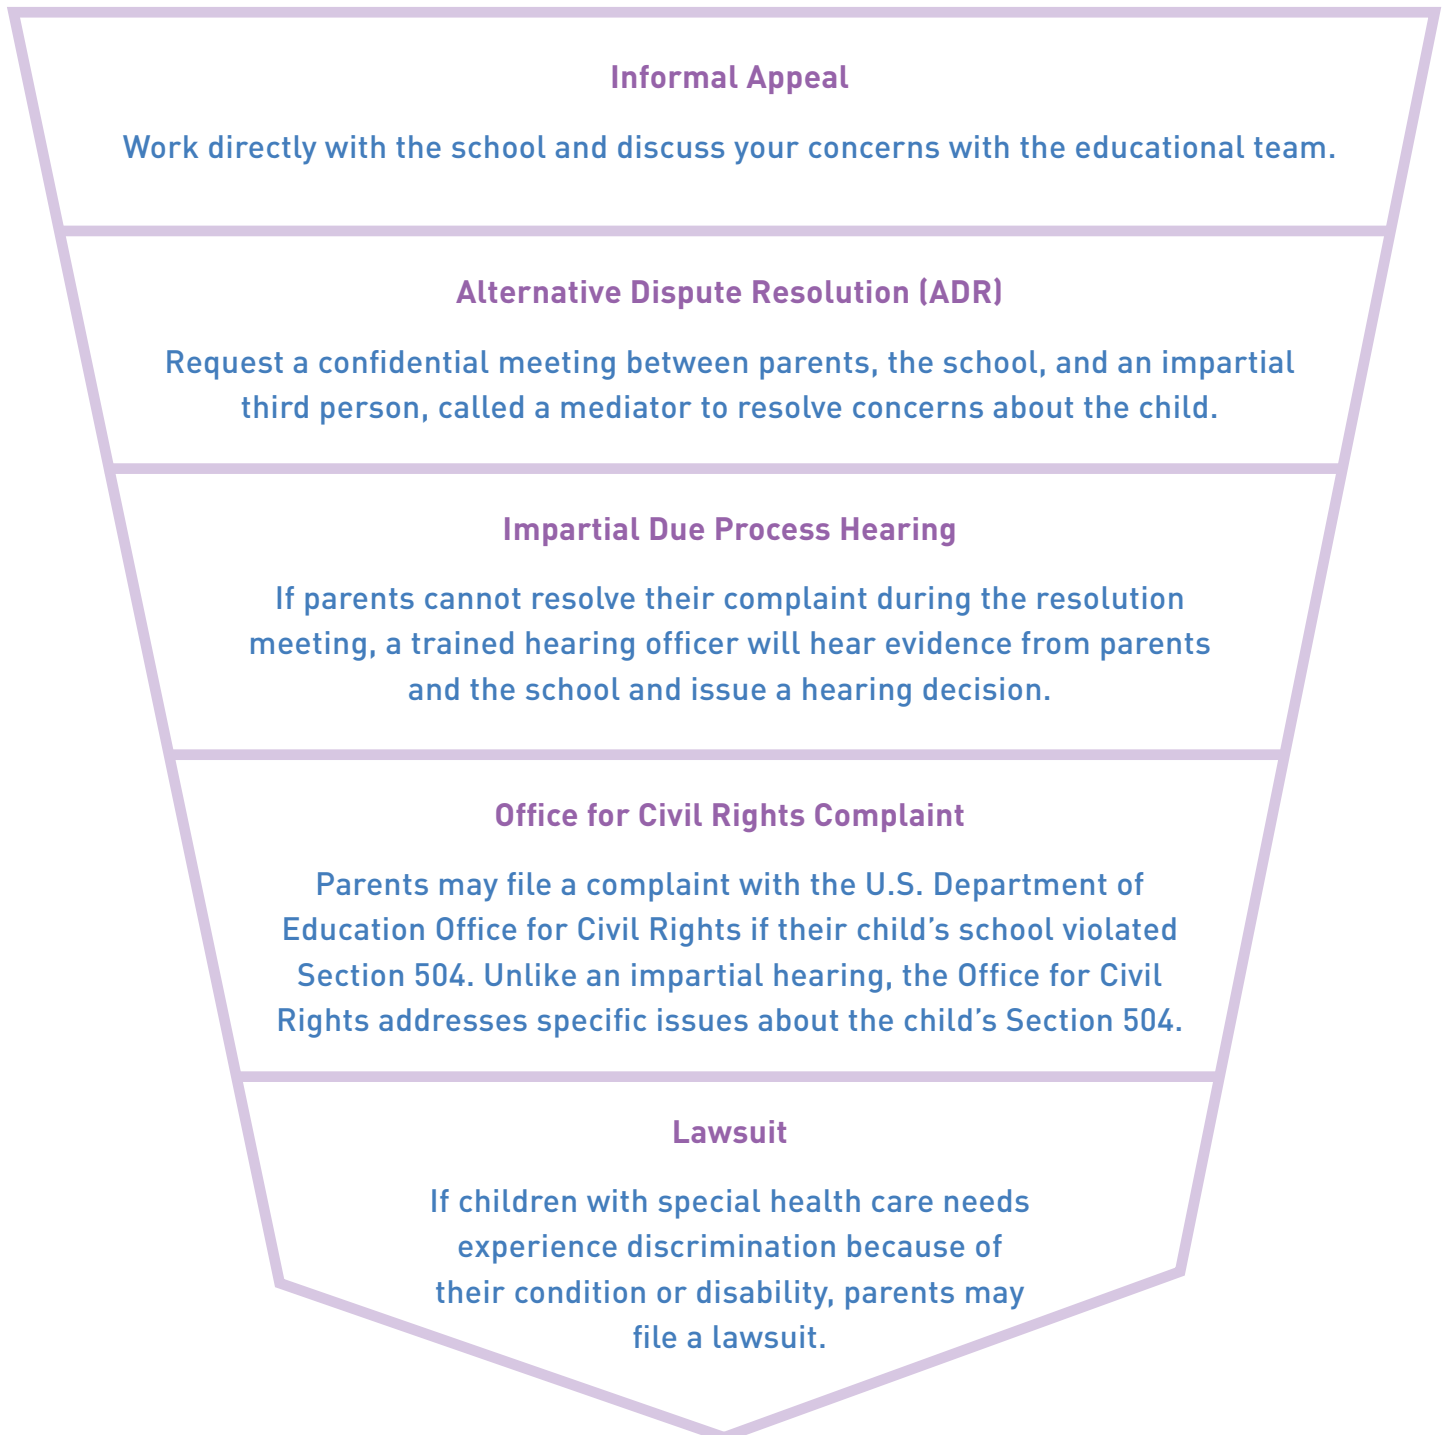 Informal Appeal
Work directly with the school and discuss your concerns with the educational team.
Alternative Dispute Resolution (ADR)
Request a confidential meeting between parents, the school, and an impartial
third person, called a mediator to resolve concerns about the child.
Impartial Due Process Hearing
If parents cannot resolve their complaint during the resolution
meeting, a trained hearing officer will hear evidence from parents
and the school and issue a hearing decision.
Office for Civil Rights Complaint
Parents may file a complaint with the U.S. Department of
Education Office for Civil Rights if their child’s school violated
Section 504. Unlike an impartial hearing, the Office for Civil
Rights addresses specific issues about the child’s Section 504.
Lawsuit
If children with special health care needs
experience discrimination because of
their condition or disability, parents may
file a lawsuit.